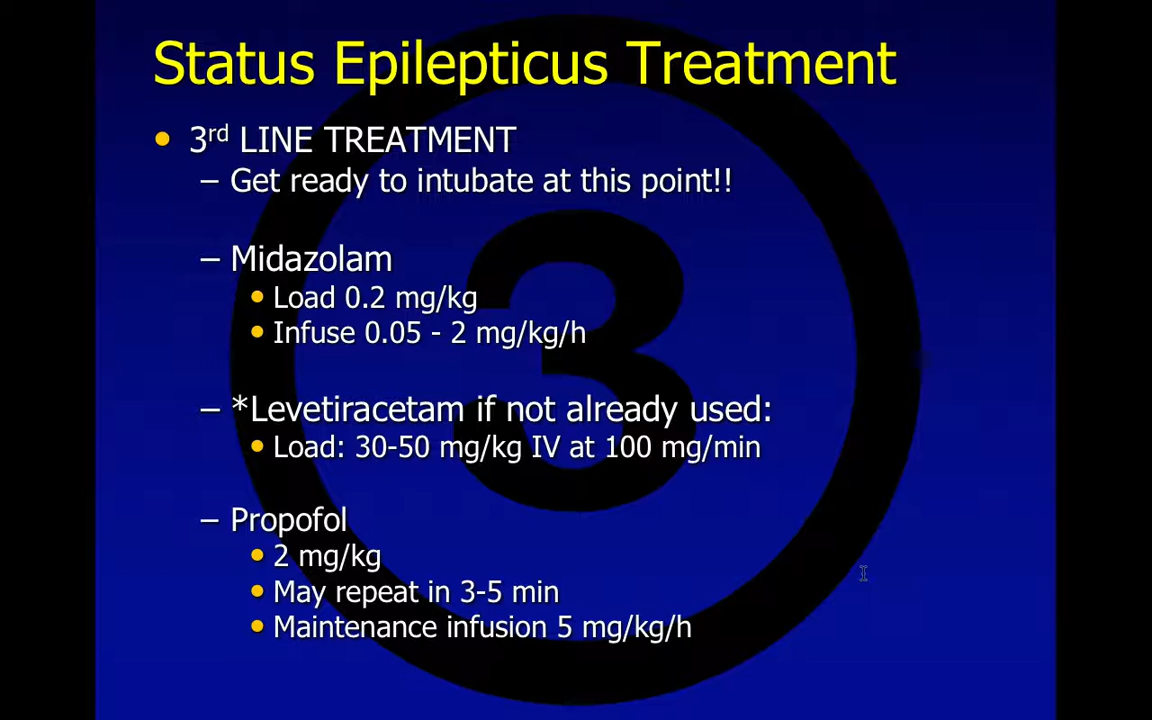 Status Epilepticus Treatment
• 3rd LINE TREATMENT
– Get ready to intubate at this point!!
– Midazolam
• Load 0.2 mg/kg
• Infuse 0.05 - 2 mg/kg/h
– *Levetiracetam if not already used:
• Load: 30-50 mg/kg IV at 100 mg/min
– Propofol
• 2 mg/kg
• May repeat in 3-5 min
• Maintenance infusion 5 mg/kg/h
3